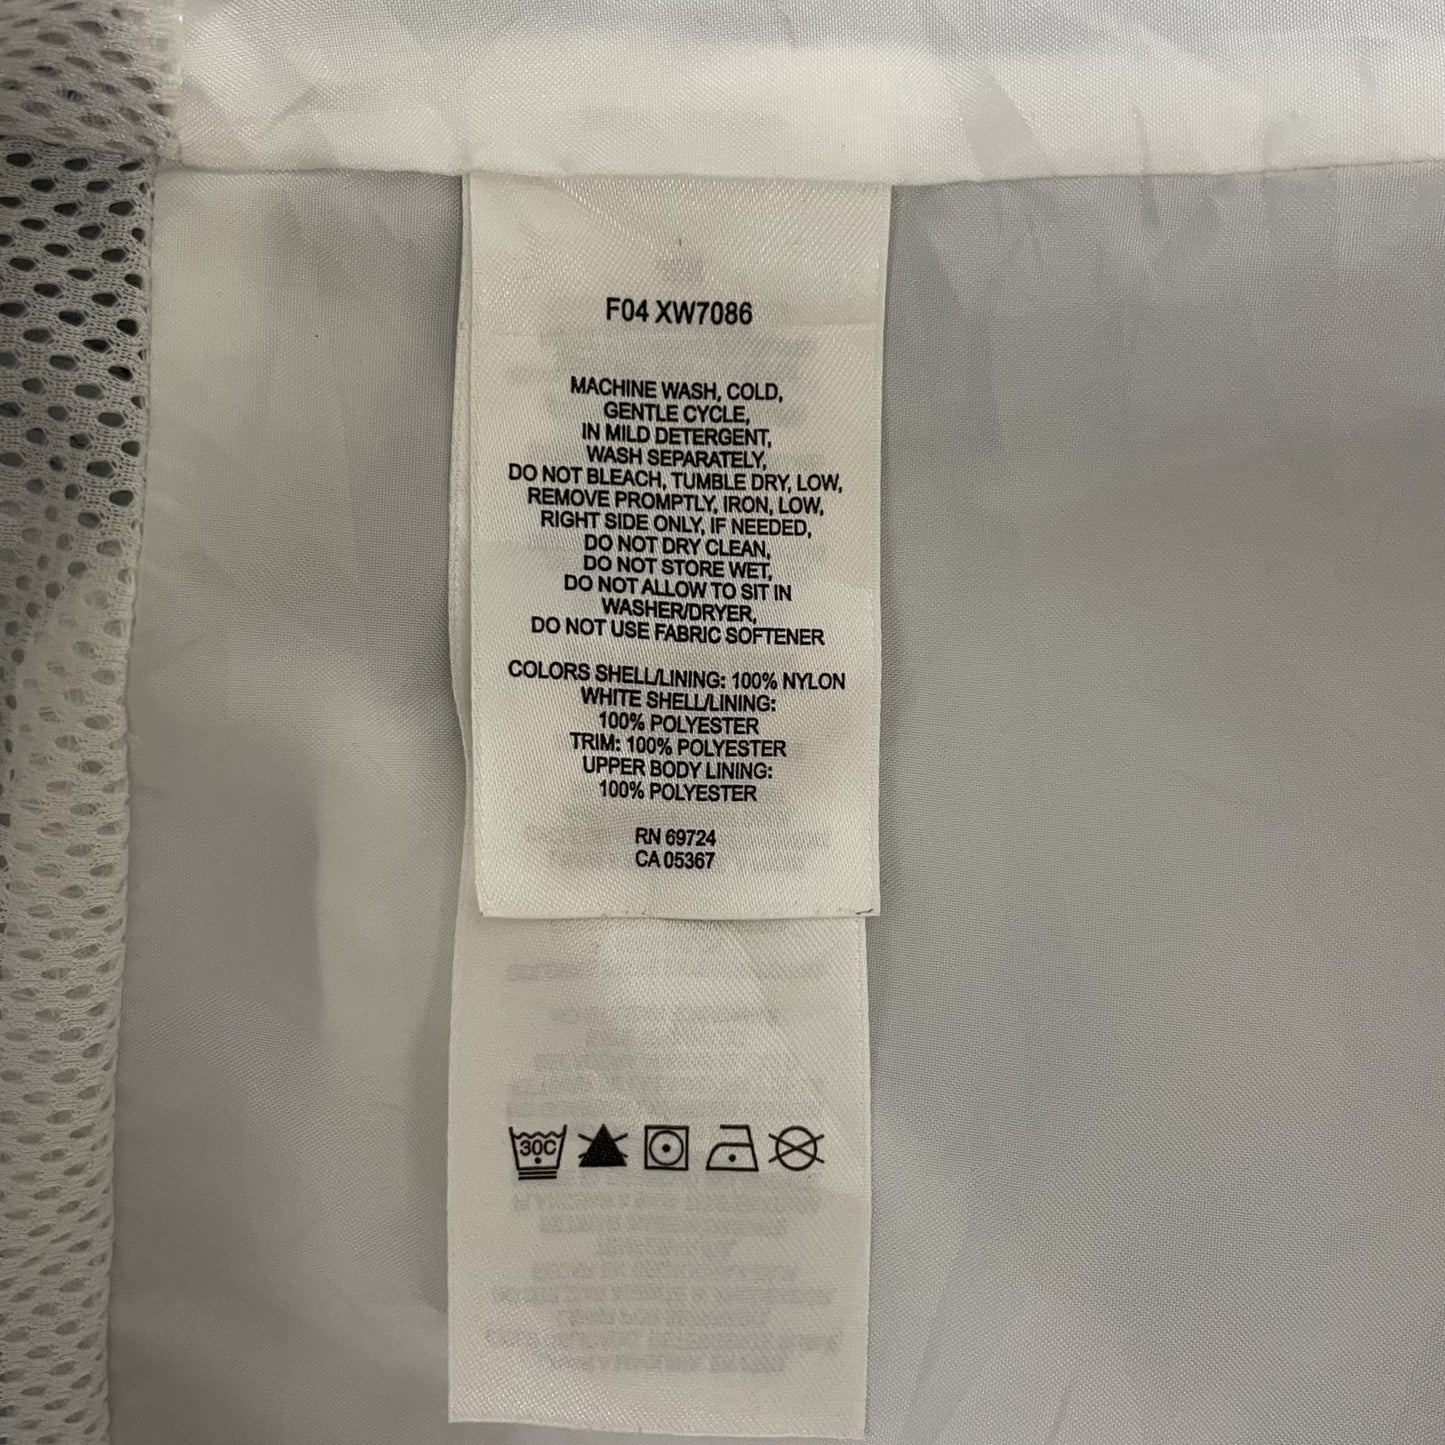 F04 XW7086
MACHINE WASH, COLD,
GENTLE CYCLE,
IN MILD DETERGENT,
WASH SEPARATELY,
DO NOT BLEACH, TUMBLE DRY, LOW,
REMOVE PROMPTLY, IRON, LOW,
RIGHT SIDE ONLY, IF NEEDED,
DO NOT DRY CLEAN,
DO NOT STORE WET,
DO NOT ALLOW TO SIT IN
WASHER/DRYER,
DO NOT USE FABRIC SOFTENER
COLORS SHELL/LINING: 100% NYLON
WHITE SHELL/LINING:
100% POLYESTER
TRIM: 100% POLYESTER
UPPER BODY LINING:
100% POLYESTER
RN 69724
CA 05367
30C